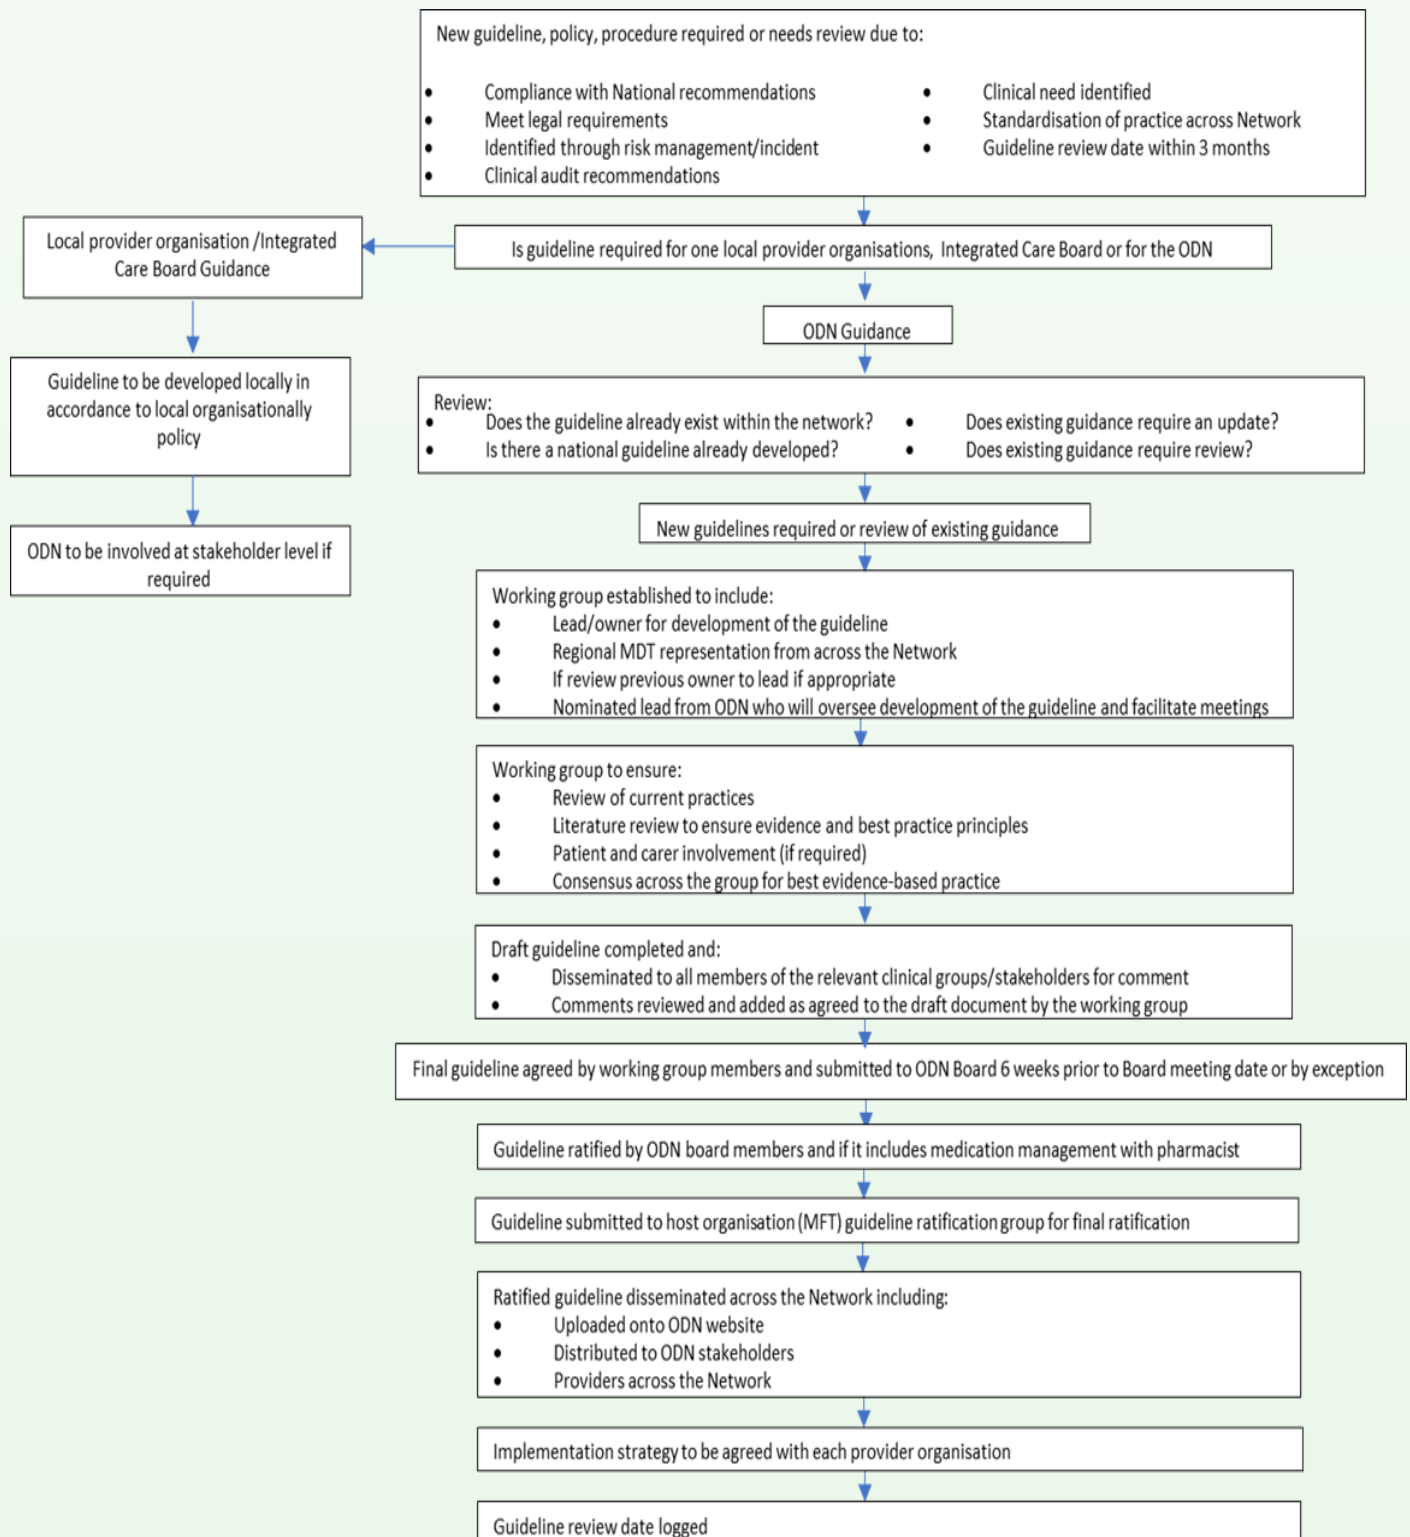 New guideline, policy, procedure required or needs review due to:
• Compliance with National recommendations
• Meet legal requirements
• Identified through risk management/incident
• Clinical audit recommendations
• Clinical need identified
• Standardisation of practice across Network
• Guideline review date within 3 months
Is guideline required for one local provider organisations, Integrated Care Board or for the ODN
Local provider organisation /Integrated
Care Board Guidance
Guideline to be developed locally in
accordance to local organisationally
policy
ODN to be involved at stakeholder level if
required
ODN Guidance
Review:
• Does the guideline already exist within the network?
• Is there a national guideline already developed?
• Does existing guidance require an update?
• Does existing guidance require review?
New guidelines required or review of existing guidance
Working group established to include:
• Lead/owner for development of the guideline
• Regional MDT representation from across the Network
• If review previous owner to lead if appropriate
• Nominated lead from ODN who will oversee development of the guideline and facilitate meetings
Working group to ensure:
• Review of current practices
• Literature review to ensure evidence and best practice principles
• Patient and carer involvement (if required)
• Consensus across the group for best evidence-based practice
Draft guideline completed and:
• Disseminated to all members of the relevant clinical groups/stakeholders for comment
• Comments reviewed and added as agreed to the draft document by the working group
Final guideline agreed by working group members and submitted to ODN Board 6 weeks prior to Board meeting date or by exception
Guideline ratified by ODN board members and if it includes medication management with pharmacist
Guideline submitted to host organisation (MFT) guideline ratification group for final ratification
Ratified guideline disseminated across the Network including:
• Uploaded onto ODN website
• Distributed to ODN stakeholders
• Providers across the Network
Implementation strategy to be agreed with each provider organisation
Guideline review date logged